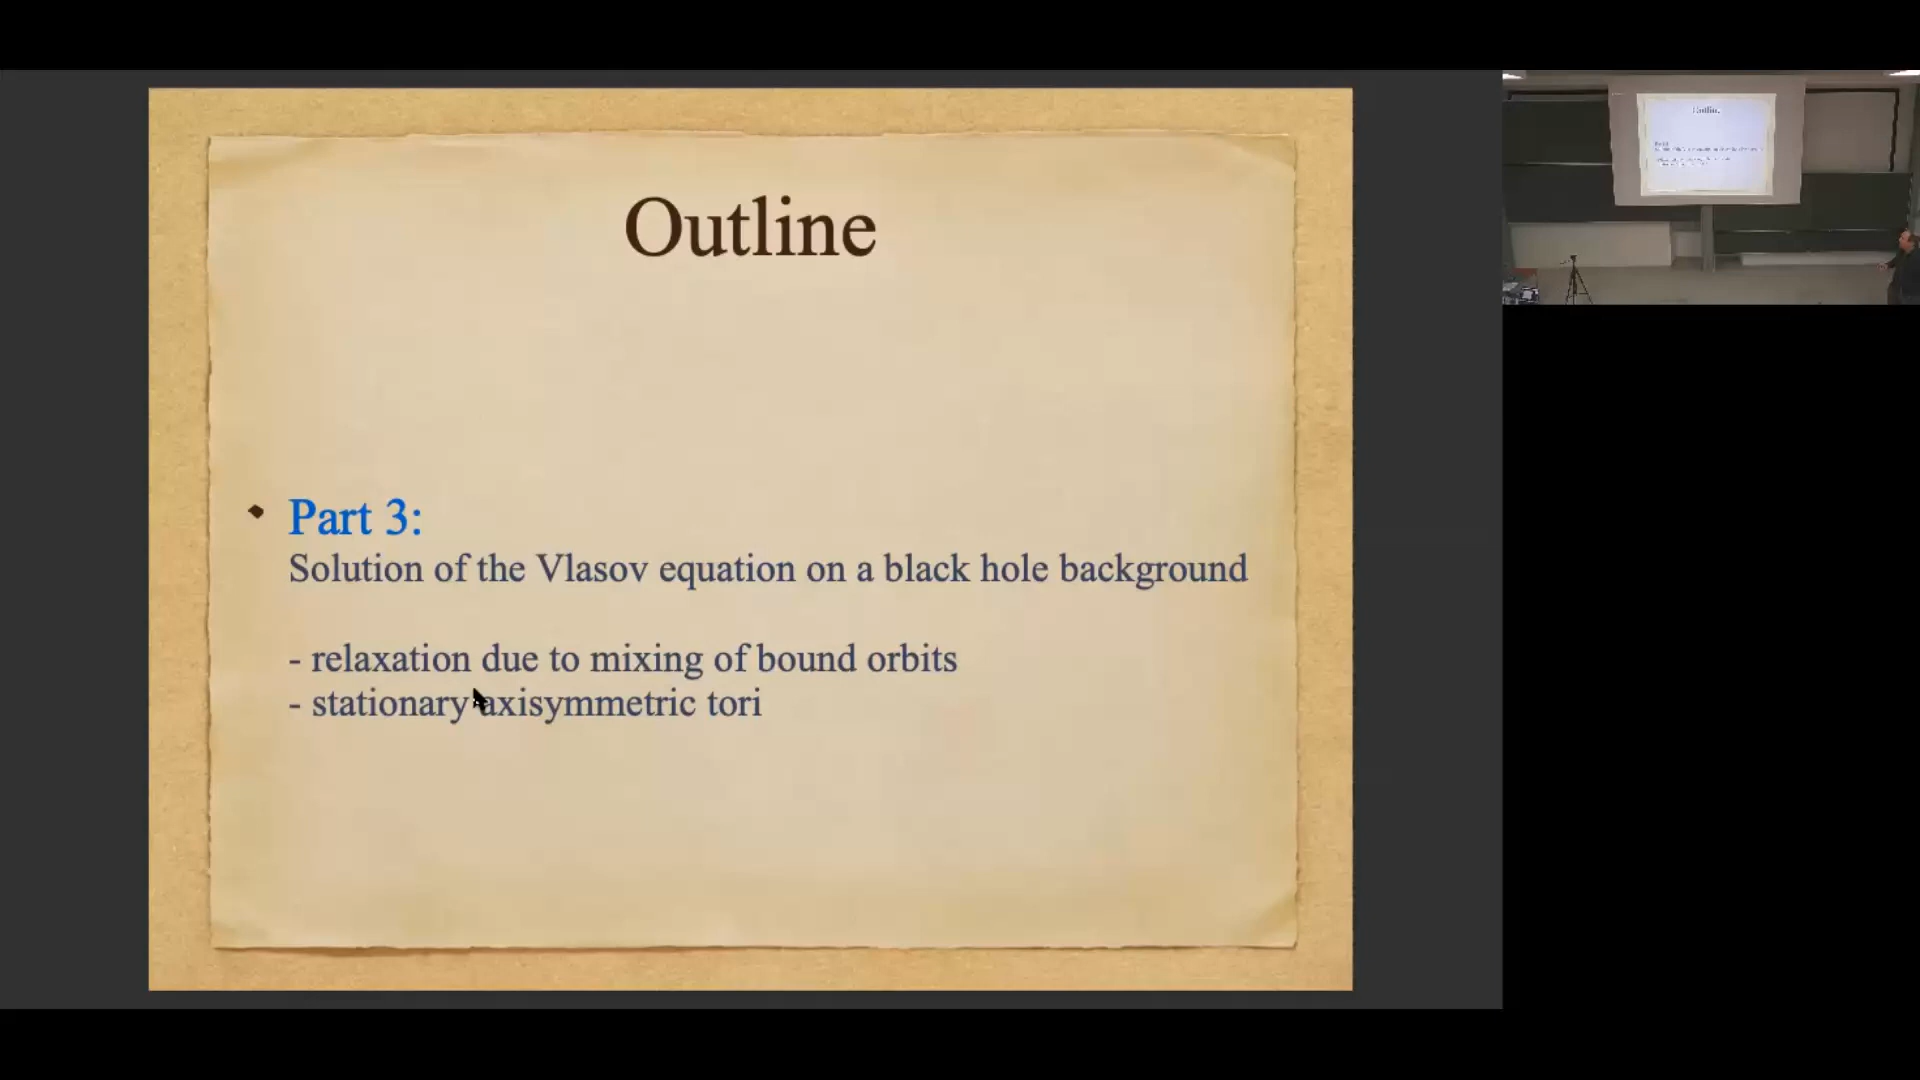 Outline
Part 3:
Solution of the Vlasov equation on a black hole background
- relaxation due to mixing of bound orbits
- stationary axisymmetric tori